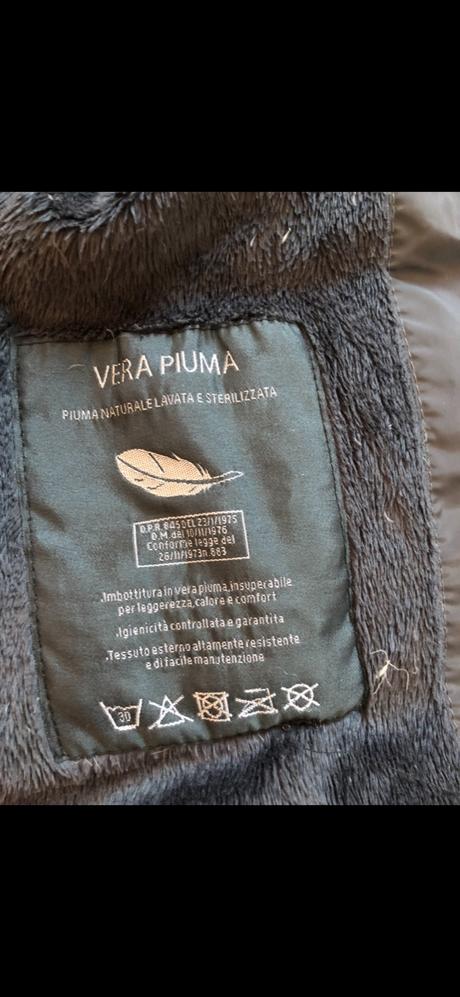 VERA PIUMA
PIUMA NATURALE LAVATA E STERILIZZATA
D.P.R. 845 DEL 23/1/1975
D.M. del 10/11/1976
Conforme legge del
26/11/1973 n. 883
.Imbottitura in vera piuma, insuperabile
per leggerezza, calore e comfort
.Igienicità controllata e garantita
.Tessuto esterno altamente resistente
e di facile manutenzione
30